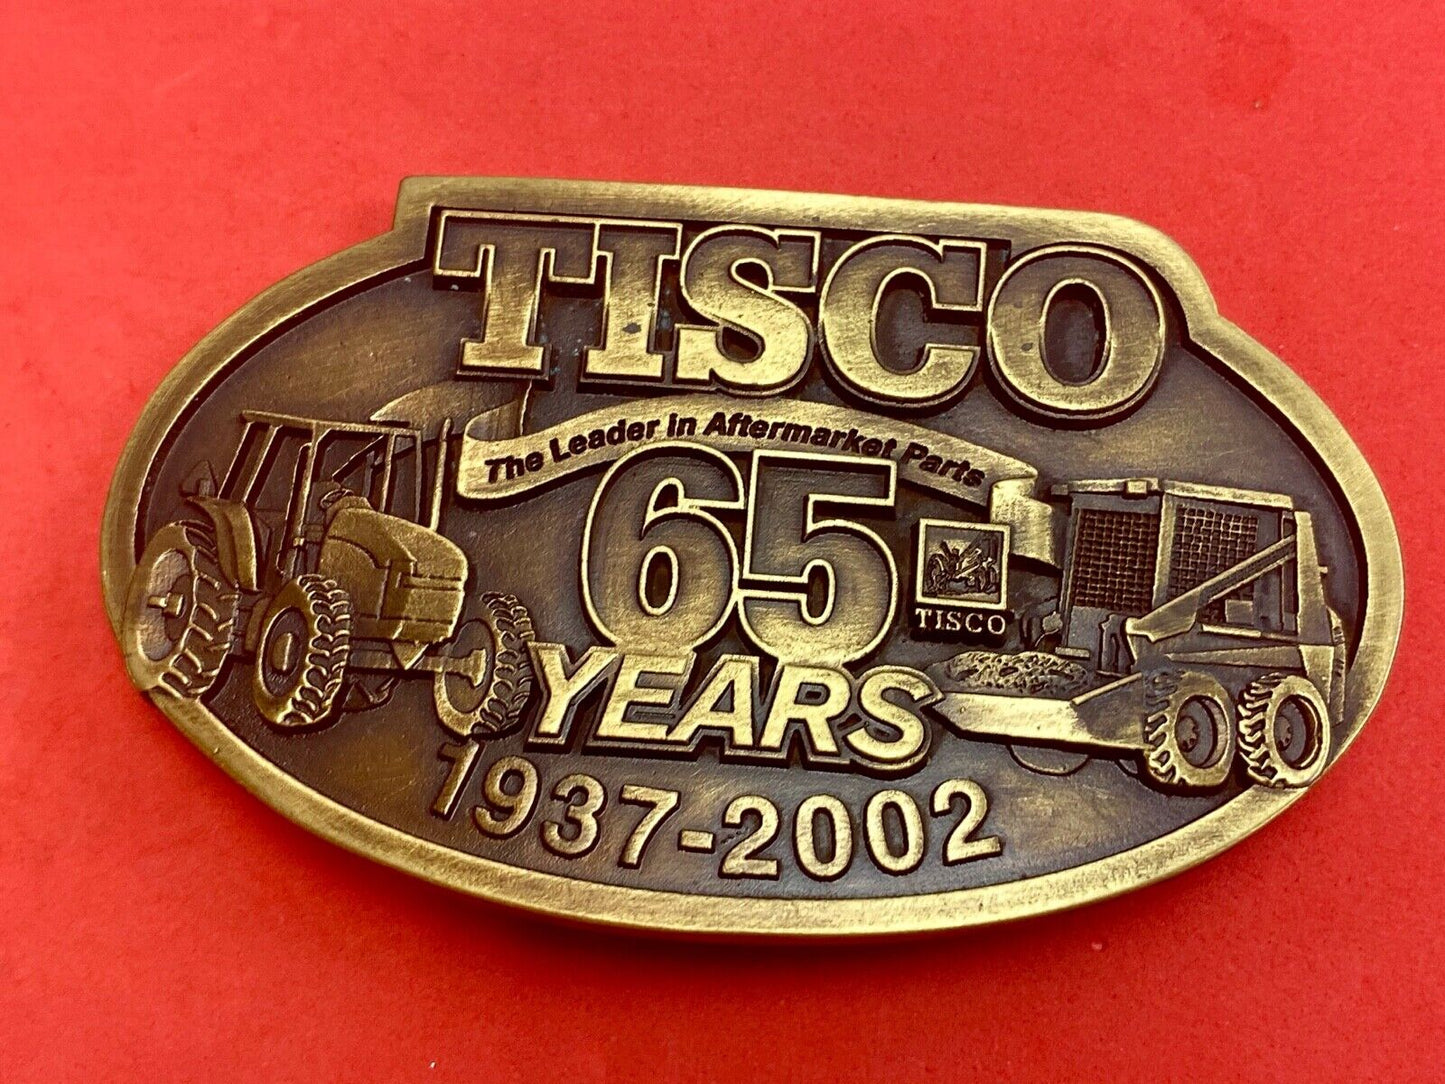 TISCO
The Leader in Aftermarket Parts
65
TISCO
YEARS
1937-2002